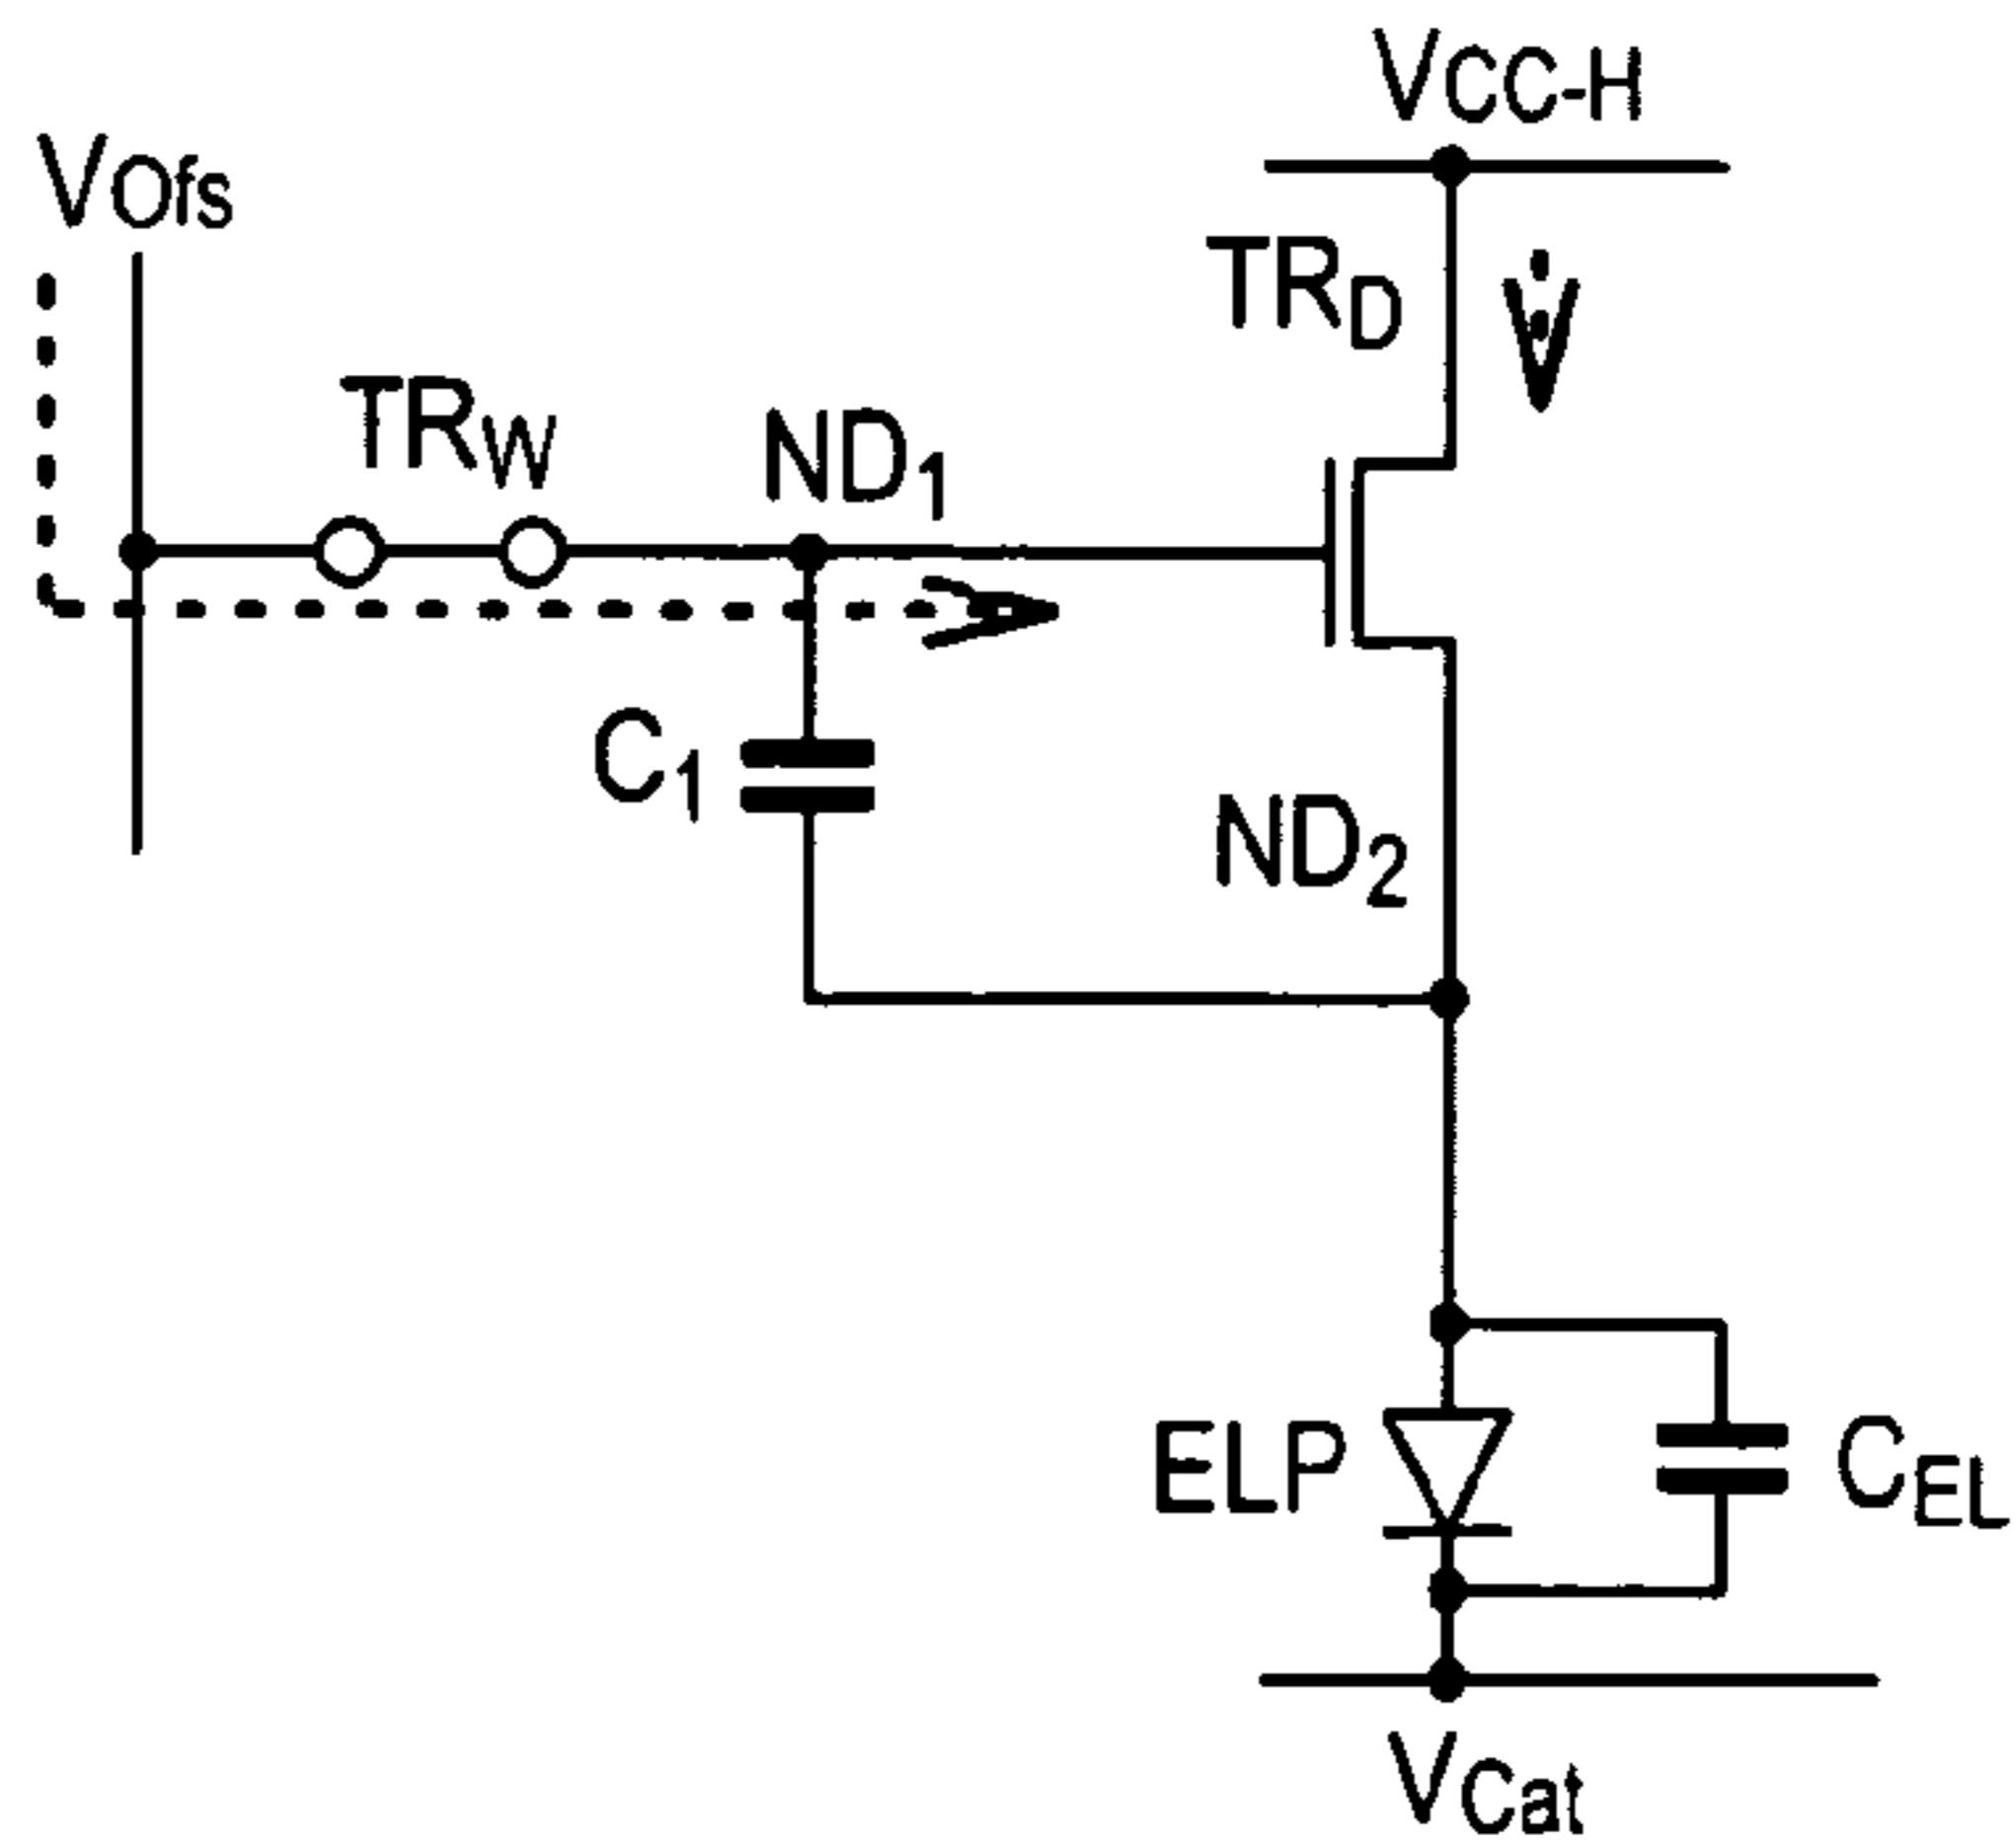 VCC-H
VOfs
TRD
TRW
ND1
C1
ND2
ELP
CEL
VCat